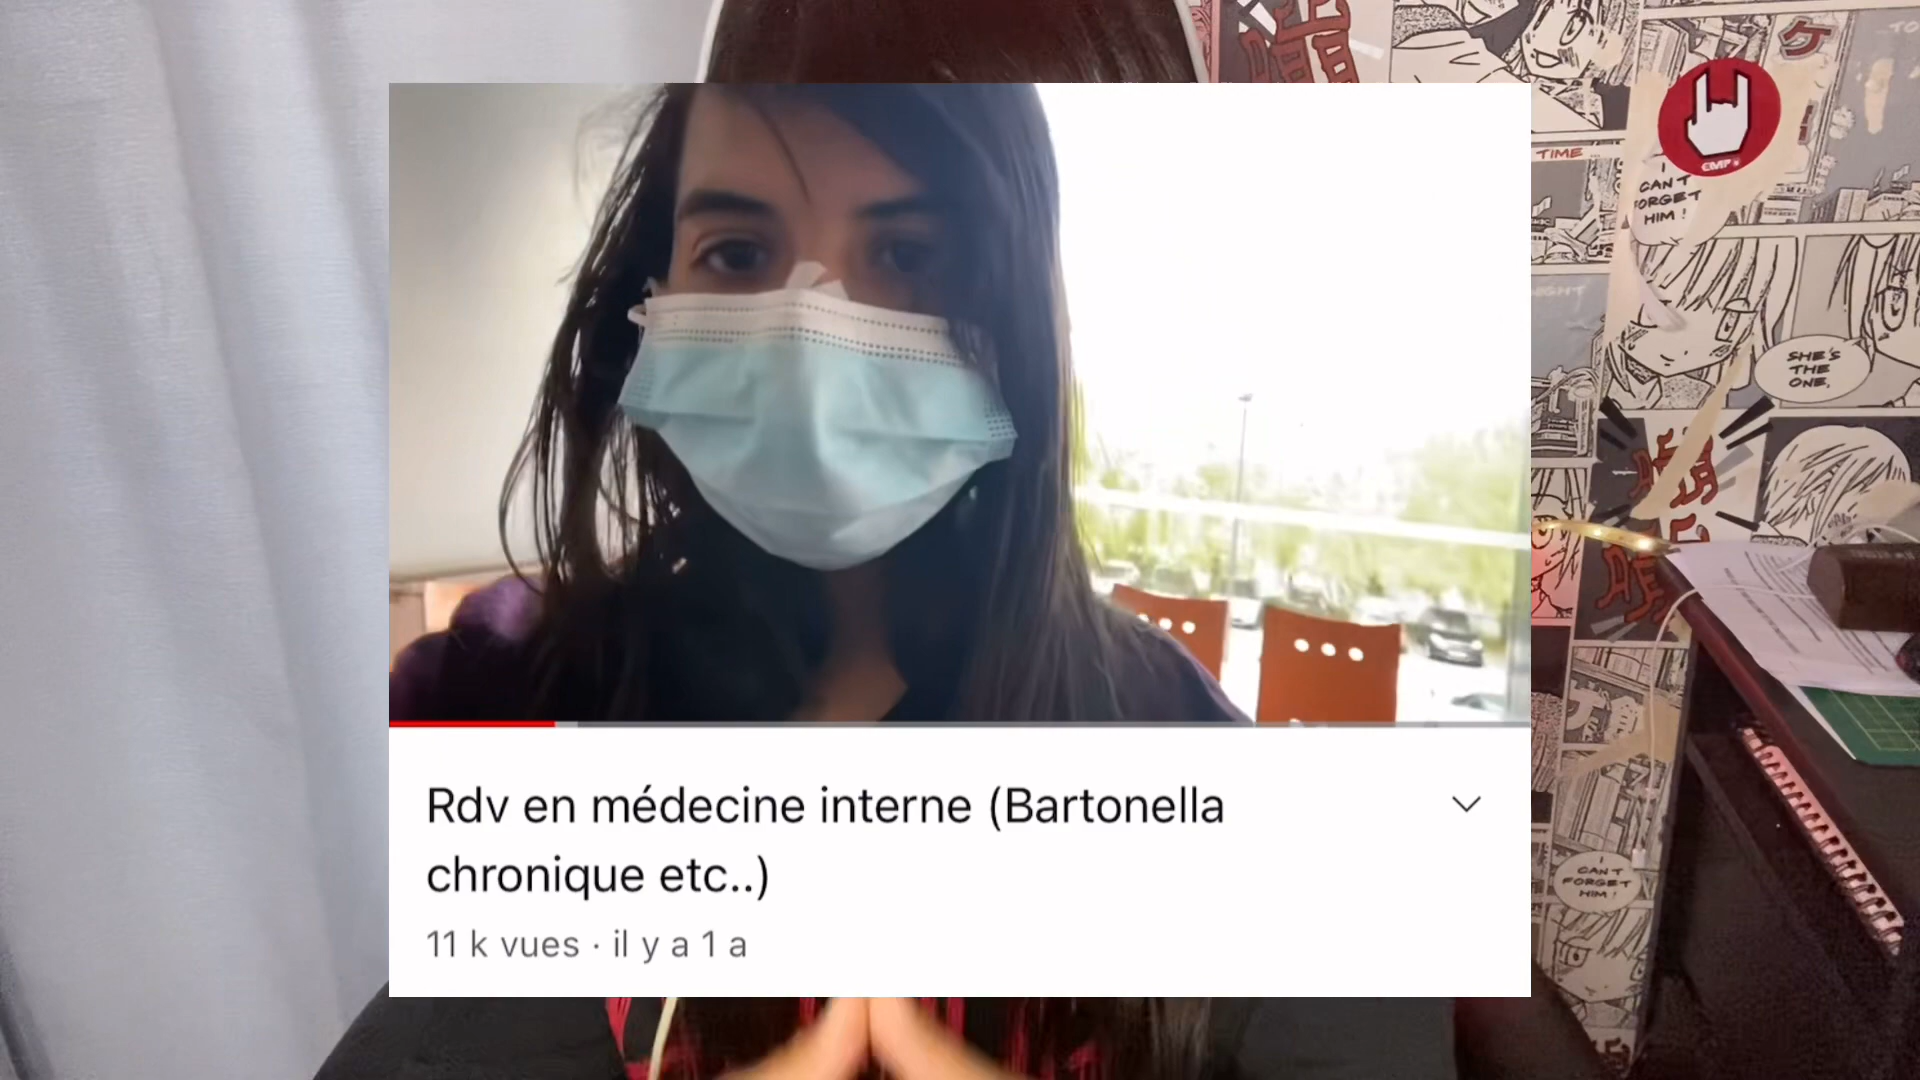 TIME
EMP
I
CAN'T
FORGET
HIM!
SHE'S
THE
ONE,
Rdv en médecine interne (Bartonella
chronique etc..)
11 k vues · il y a 1 a
I
CAN'T
FORGET
HIM!